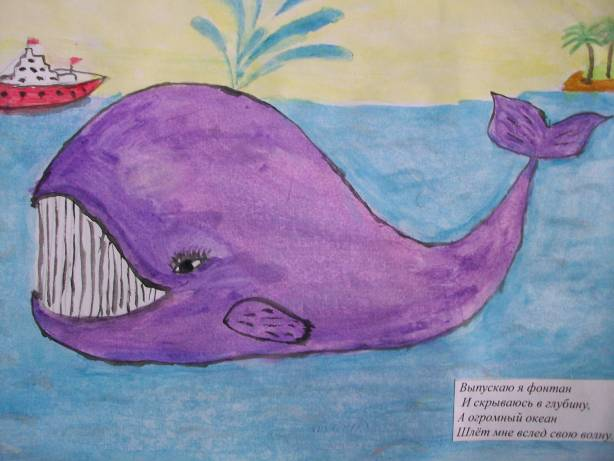 Выпускаю я фонтан
И скрываюсь в глубину,
А огромный океан
Шлёт мне вслед свою волну.